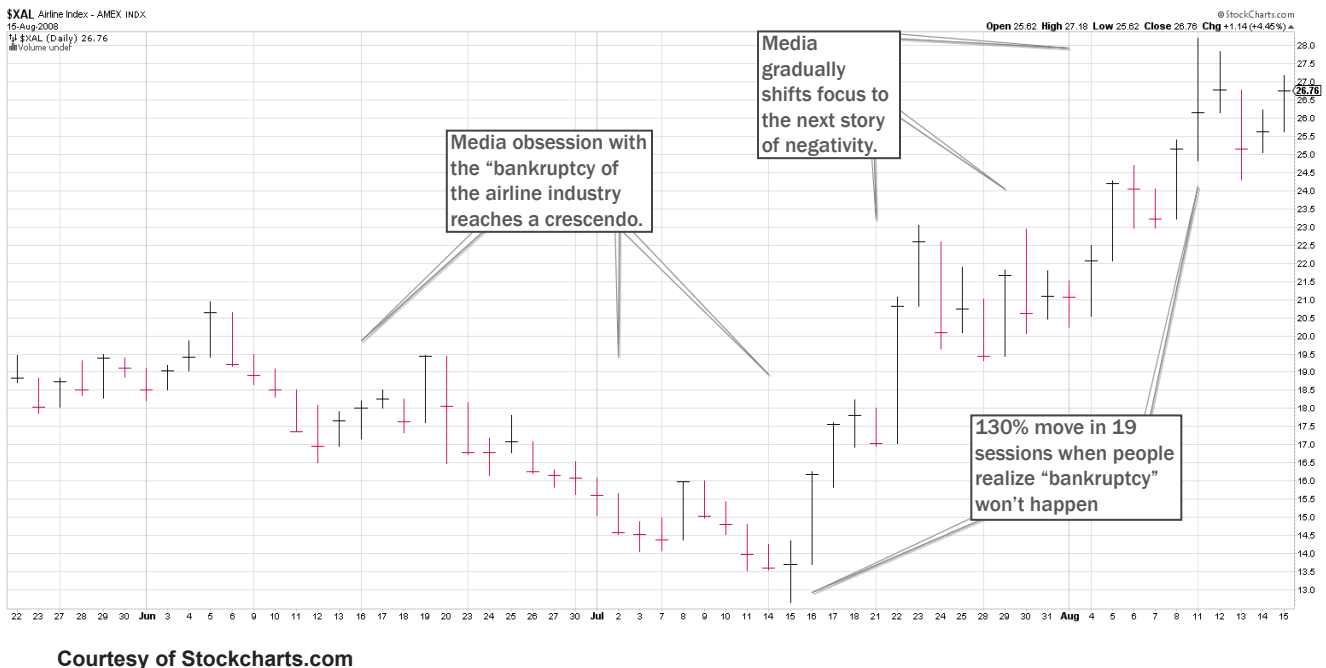 $XAL Airline Index - AMEX INDX
© StockCharts.com
15-Aug-2008
Open 25.62 High 27.18 Low 25.62 Close 26.76 Chg +1.14 (+4.45%)
$XAL (Daily) 26.76
Volume undef
Media
gradually
shifts focus to
the next story
of negativity.
Media obsession with
the “bankruptcy of
the airline industry
reaches a crescendo.
130% move in 19
sessions when people
realize “bankruptcy”
won’t happen
28.0
27.5
27.0
26.76
26.5
26.0
25.5
25.0
24.5
24.0
23.5
23.0
22.5
22.0
21.5
21.0
20.5
20.0
19.5
19.0
18.5
18.0
17.5
17.0
16.5
16.0
15.5
15.0
14.5
14.0
13.5
13.0
22 23 27 28 29 30 Jun 3 4 5 6 9 10 11 12 13 16 17 18 19 20 23 24 25 26 27 30 Jul 2 3 7 8 9 10 11 14 15 16 17 18 21 22 23 24 25 28 29 30 31 Aug 4 5 6 7 8 11 12 13 14 15
Courtesy of Stockcharts.com